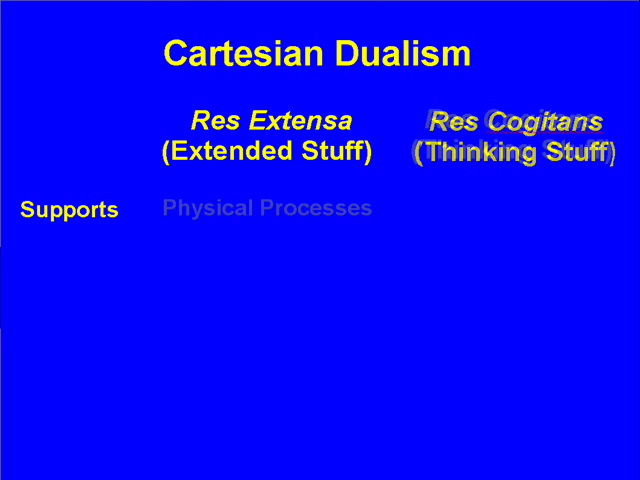 Cartesian Dualism
Res Extensa
(Extended Stuff)
Res Cogitans
(Thinking Stuff)
Supports
Physical Processes